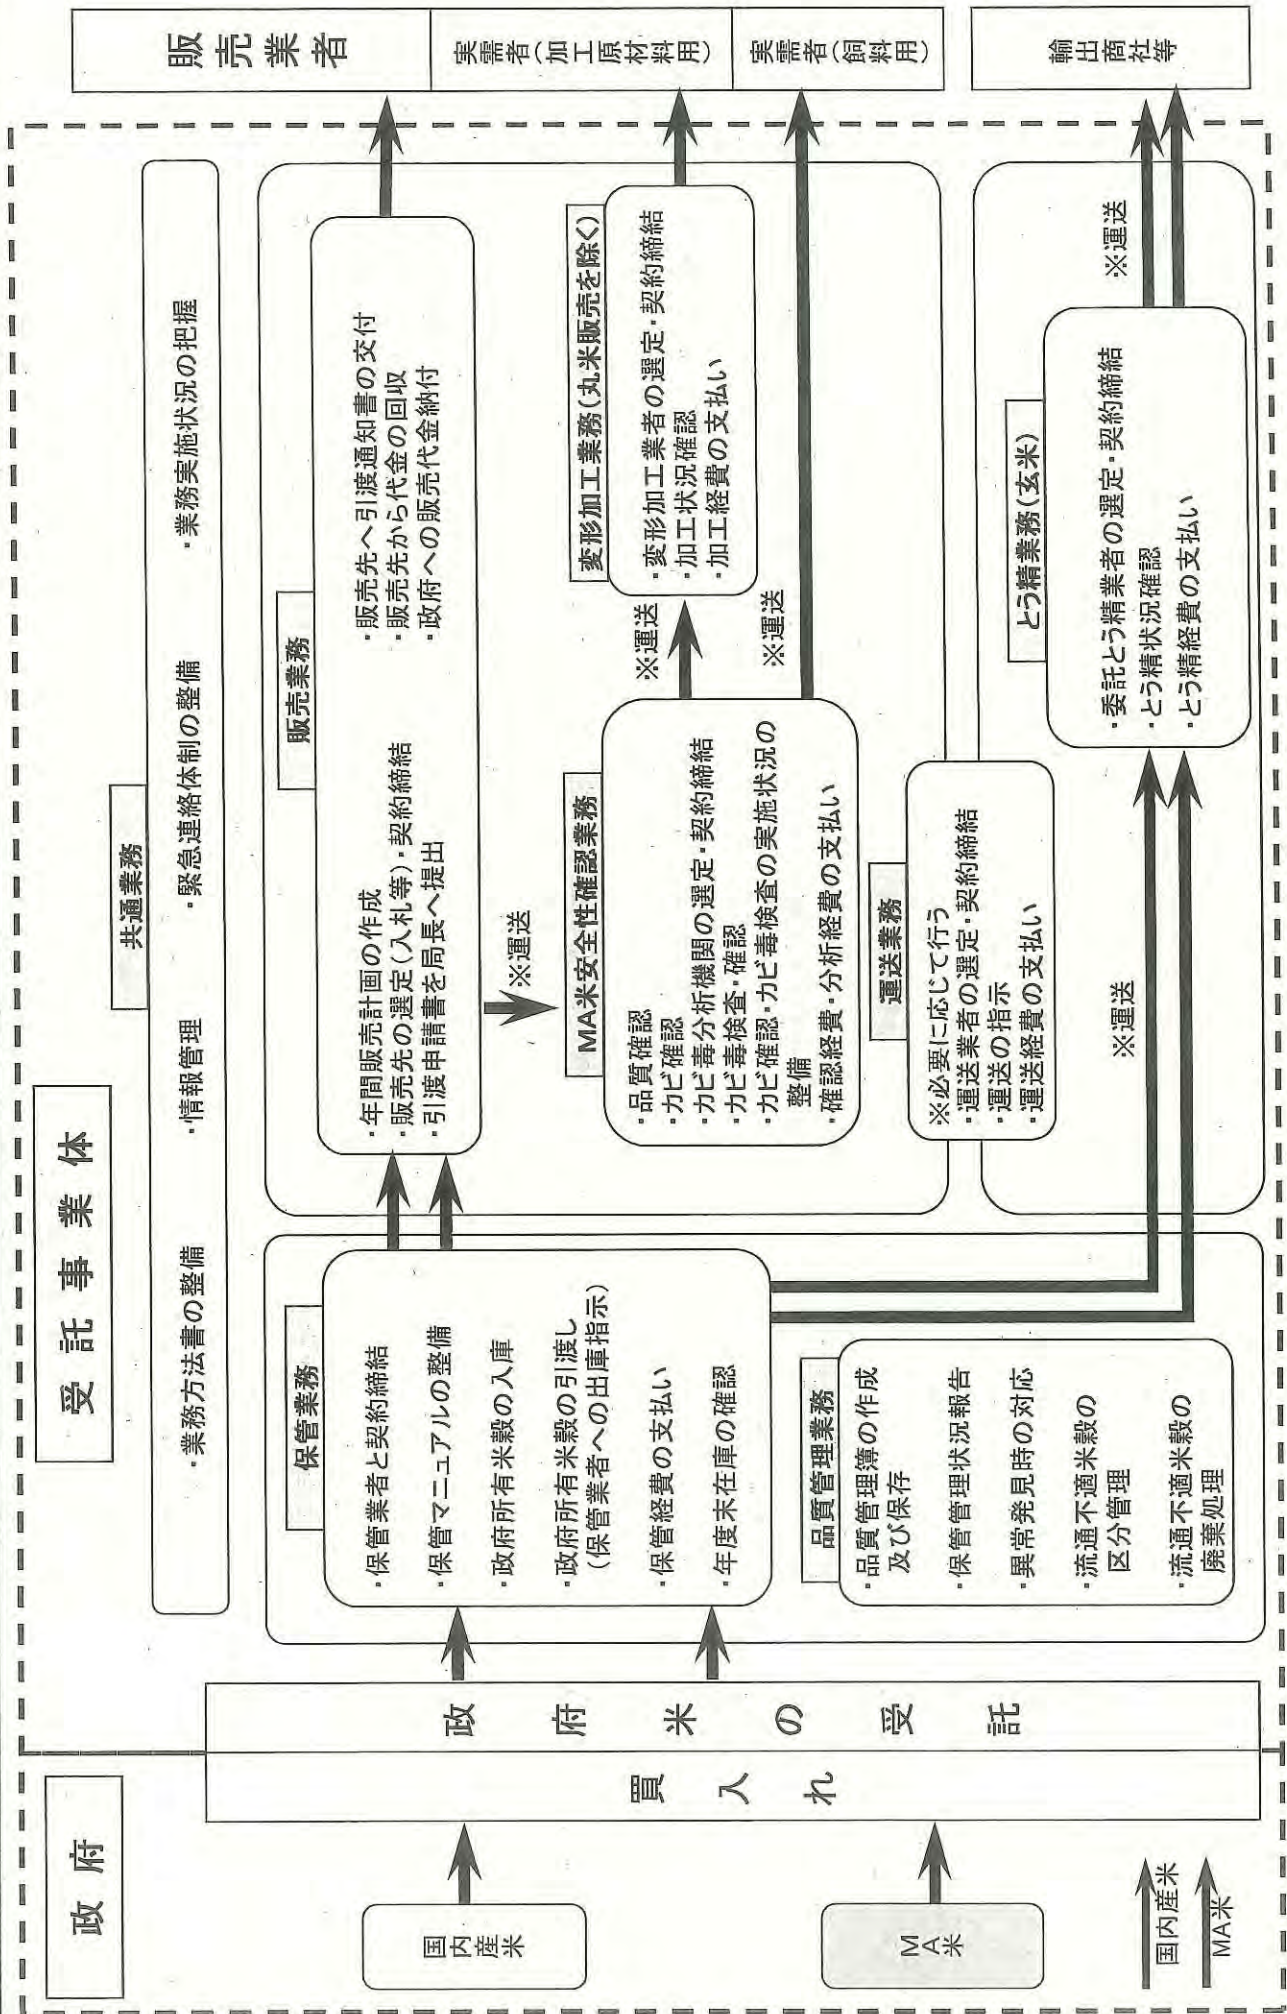 政府
受託事業体
国内産米
MA米
国内産米
MA米
買入れ
政府米の受託
共通業務
・業務方法書の整備 ・情報管理 ・緊急連絡体制の整備 ・業務実施状況の把握
保管業務
・保管業者と契約締結
・保管マニュアルの整備
・政府所有米穀の入庫
・政府所有米穀の引渡し
(保管業者への出庫指示)
・保管経費の支払い
・年度末在庫の確認
品質管理業務
・品質管理簿の作成
及び保存
・保管管理状況報告
・異常発見時の対応
・流通不適米穀の
区分管理
・流通不適米穀の
廃棄処理
販売業務
・年間販売計画の作成
・販売先の選定(入札等)・契約締結
・引渡申請書を局長へ提出
・販売先へ引渡通知書の交付
・販売先から代金の回収
・政府への販売代金納付
※運送
MA米安全性確認業務
・品質確認
・カビ確認
・カビ毒分析機関の選定・契約締結
・カビ毒検査・確認
・カビ確認・カビ毒検査の実施状況の
整備
・確認経費・分析経費の支払い
※運送
※運送
変形加工業務(丸米販売を除く)
・変形加工業者の選定・契約締結
・加工状況確認
・加工経費の支払い
運送業務
※必要に応じて行う
・運送業者の選定・契約締結
・運送の指示
・運送経費の支払い
※運送
とう精業務(玄米)
・委託とう精業者の選定・契約締結
・とう精状況確認
・とう精経費の支払い
※運送
販売業者
実需者(加工原材料用)
実需者(飼料用)
輸出商社等